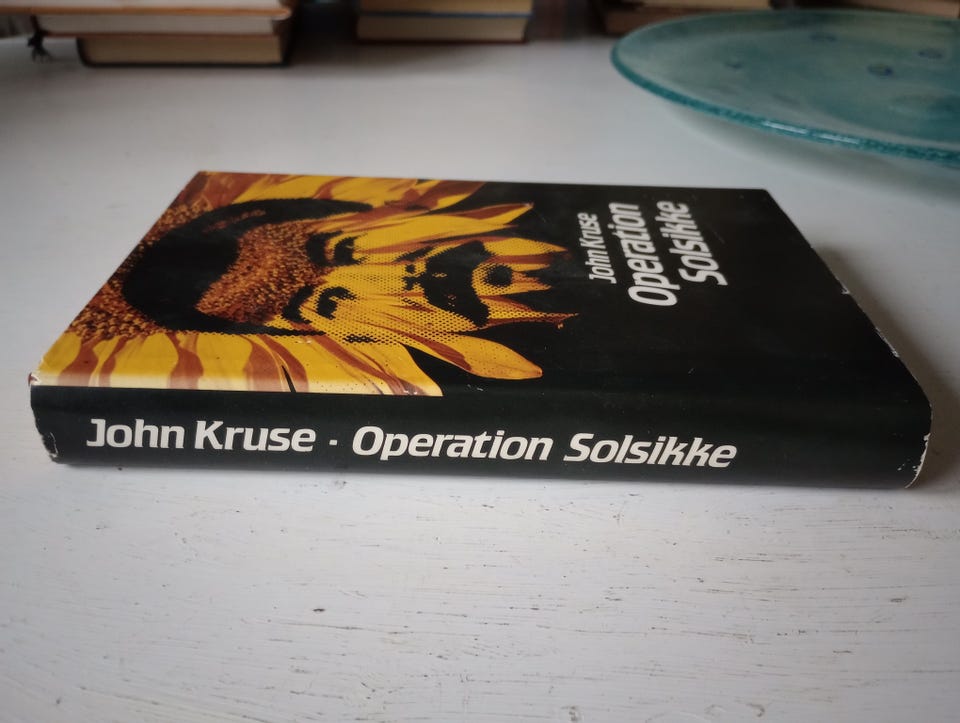 John Kruse
Operation
Solsikke
John Kruse · Operation Solsikke